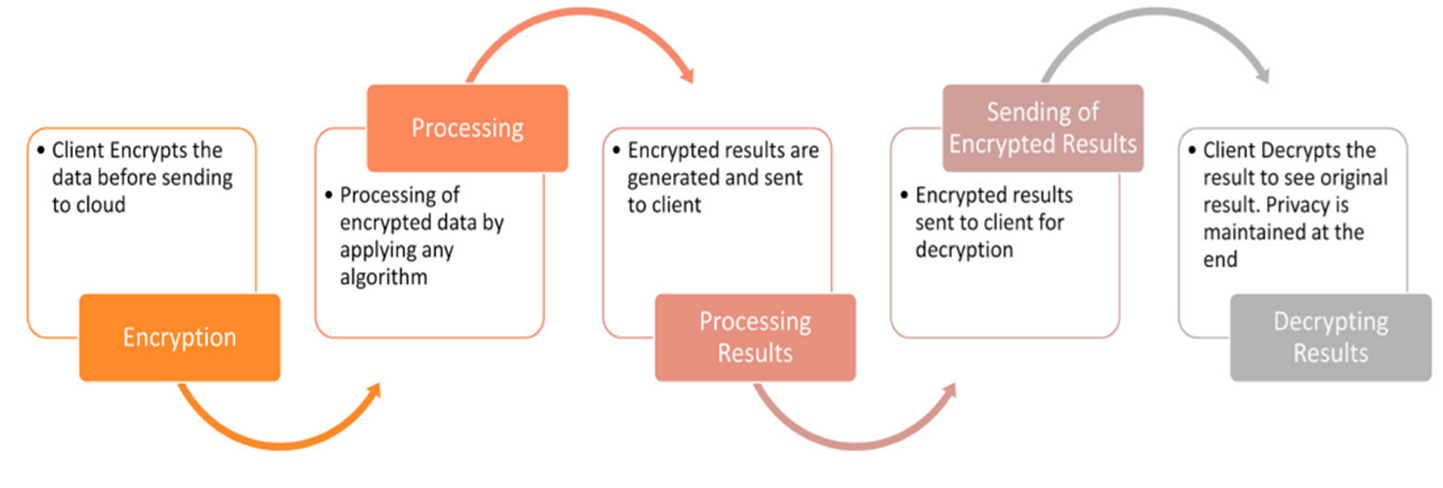 • Client Encrypts the
data before sending
to cloud
Encryption
Processing
• Processing of
encrypted data by
applying any
algorithm
• Encrypted results are
generated and sent
to client
Processing
Results
Sending of
Encrypted Results
• Encrypted results
sent to client for
decryption
• Client Decrypts the
result to see original
result. Privacy is
maintained at the
end
Decrypting
Results